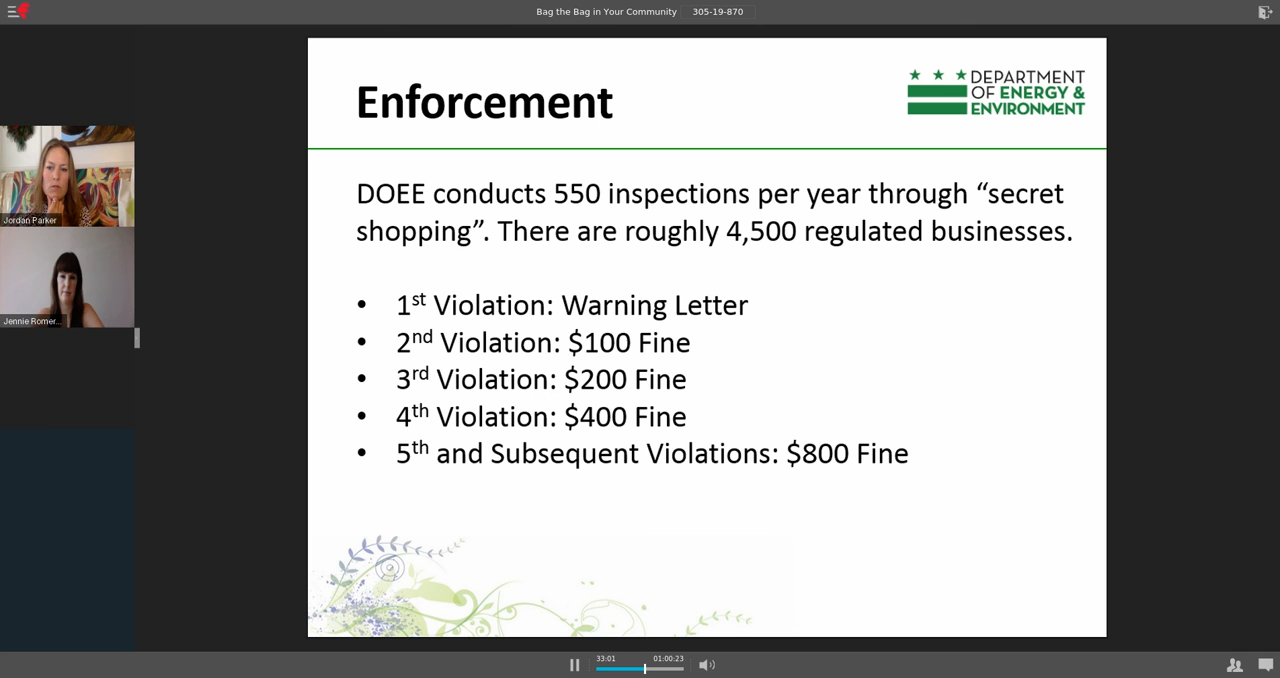 Bag the Bag in Your Community 305-19-870
Enforcement
DEPARTMENT
OF ENERGY &
ENVIRONMENT
DOEE conducts 550 inspections per year through “secret
shopping”. There are roughly 4,500 regulated businesses.
• 1st Violation: Warning Letter
• 2nd Violation: $100 Fine
• 3rd Violation: $200 Fine
• 4th Violation: $400 Fine
• 5th and Subsequent Violations: $800 Fine
Jordan Parker
Jennie Romer...
33:01 01:00:23